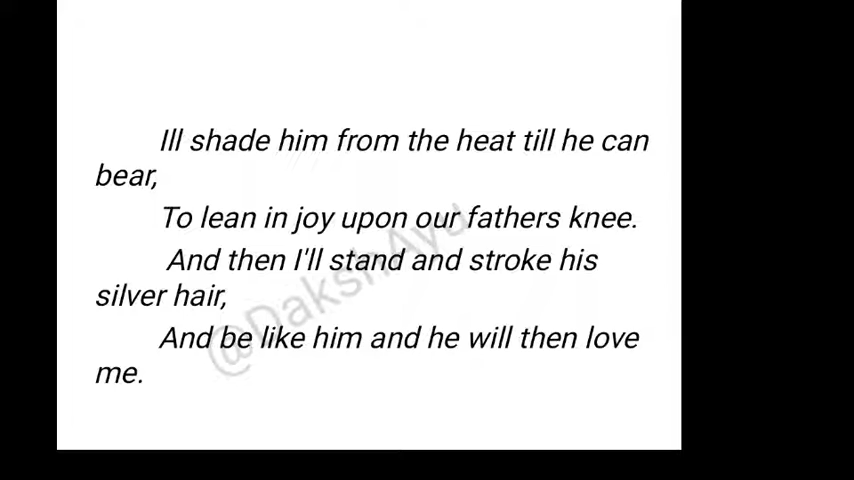 Ill shade him from the heat till he can
bear,
To lean in joy upon our fathers knee.
And then I'll stand and stroke his
silver hair,
And be like him and he will then love
me.
@DakshAyu